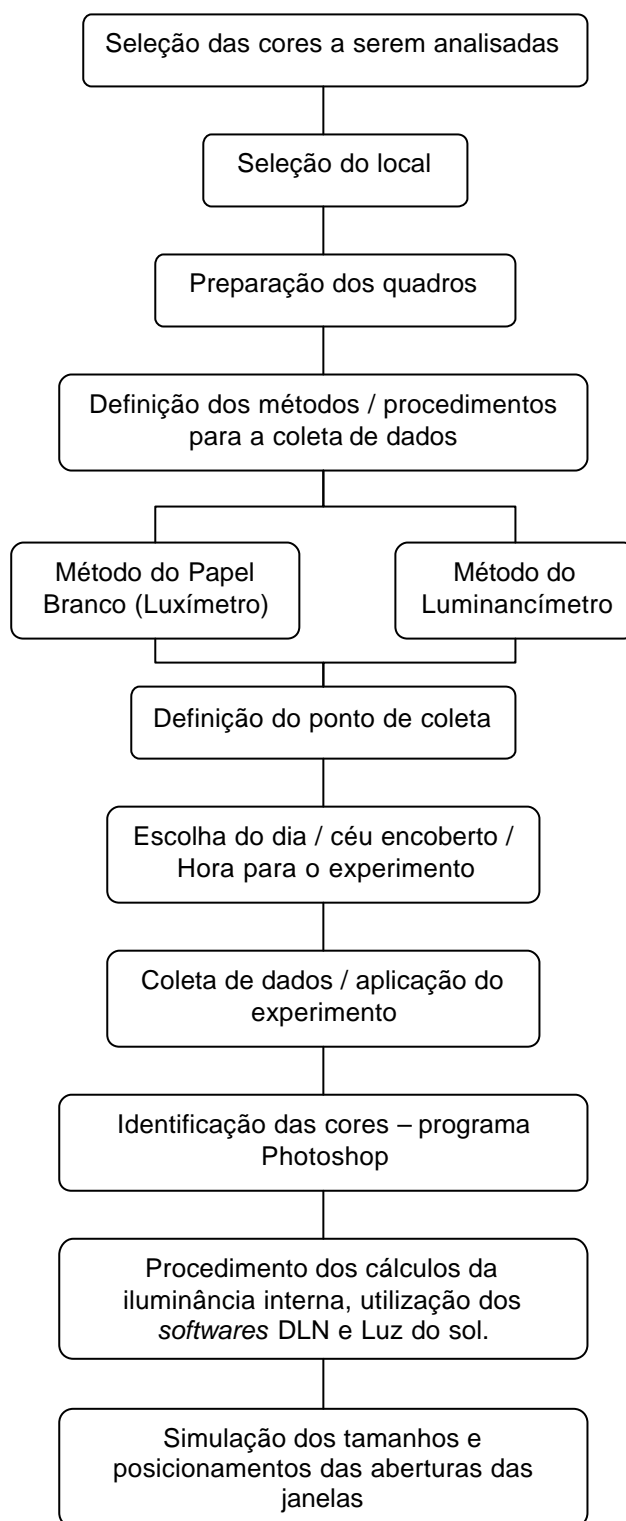 Seleção das cores a serem analisadas
Seleção do local
Preparação dos quadros
Definição dos métodos / procedimentos
para a coleta de dados
Método do Papel
Branco (Luxímetro)
Método do
Luminancímetro
Definição do ponto de coleta
Escolha do dia / céu encoberto /
Hora para o experimento
Coleta de dados / aplicação do
experimento
Identificação das cores – programa
Photoshop
Procedimento dos cálculos da
iluminância interna, utilização dos
softwares DLN e Luz do sol.
Simulação dos tamanhos e
posicionamentos das aberturas das
janelas